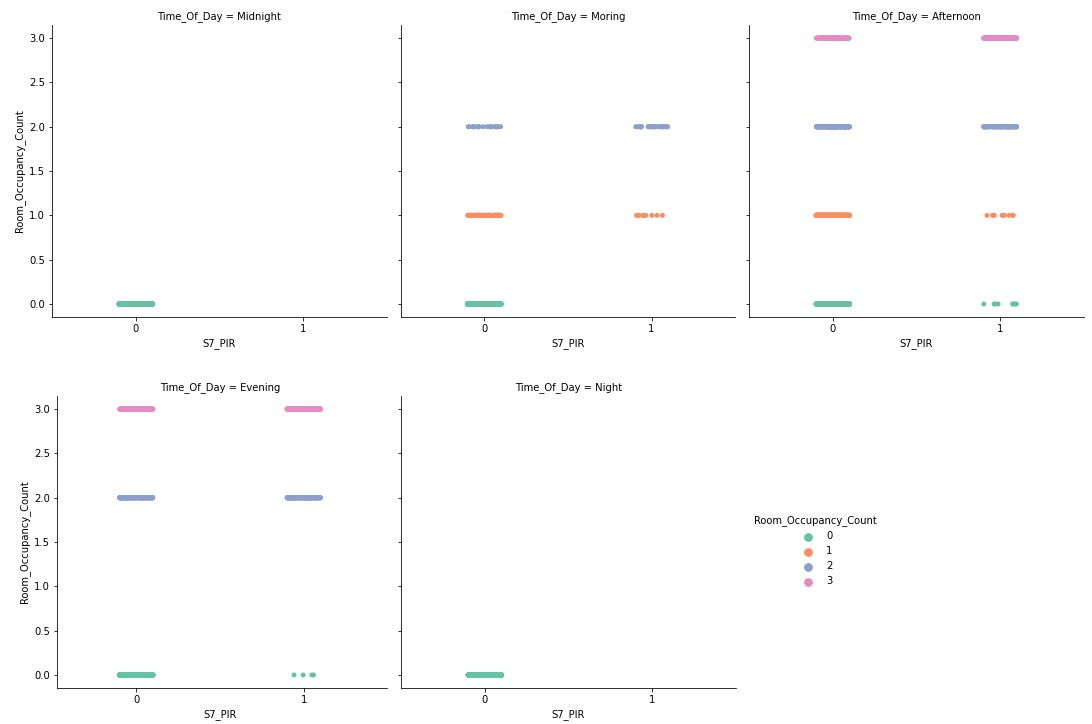 Time_Of_Day = Midnight
Time_Of_Day = Moring
Time_Of_Day = Afternoon
Room_Occupancy_Count
3.0
2.5
2.0
1.5
1.0
0.5
0.0
0 1
0 1
0 1
S7_PIR
S7_PIR
S7_PIR
Time_Of_Day = Evening
Time_Of_Day = Night
Room_Occupancy_Count
3.0
2.5
2.0
1.5
1.0
0.5
0.0
0 1
0 1
S7_PIR
S7_PIR
Room_Occupancy_Count
0
1
2
3